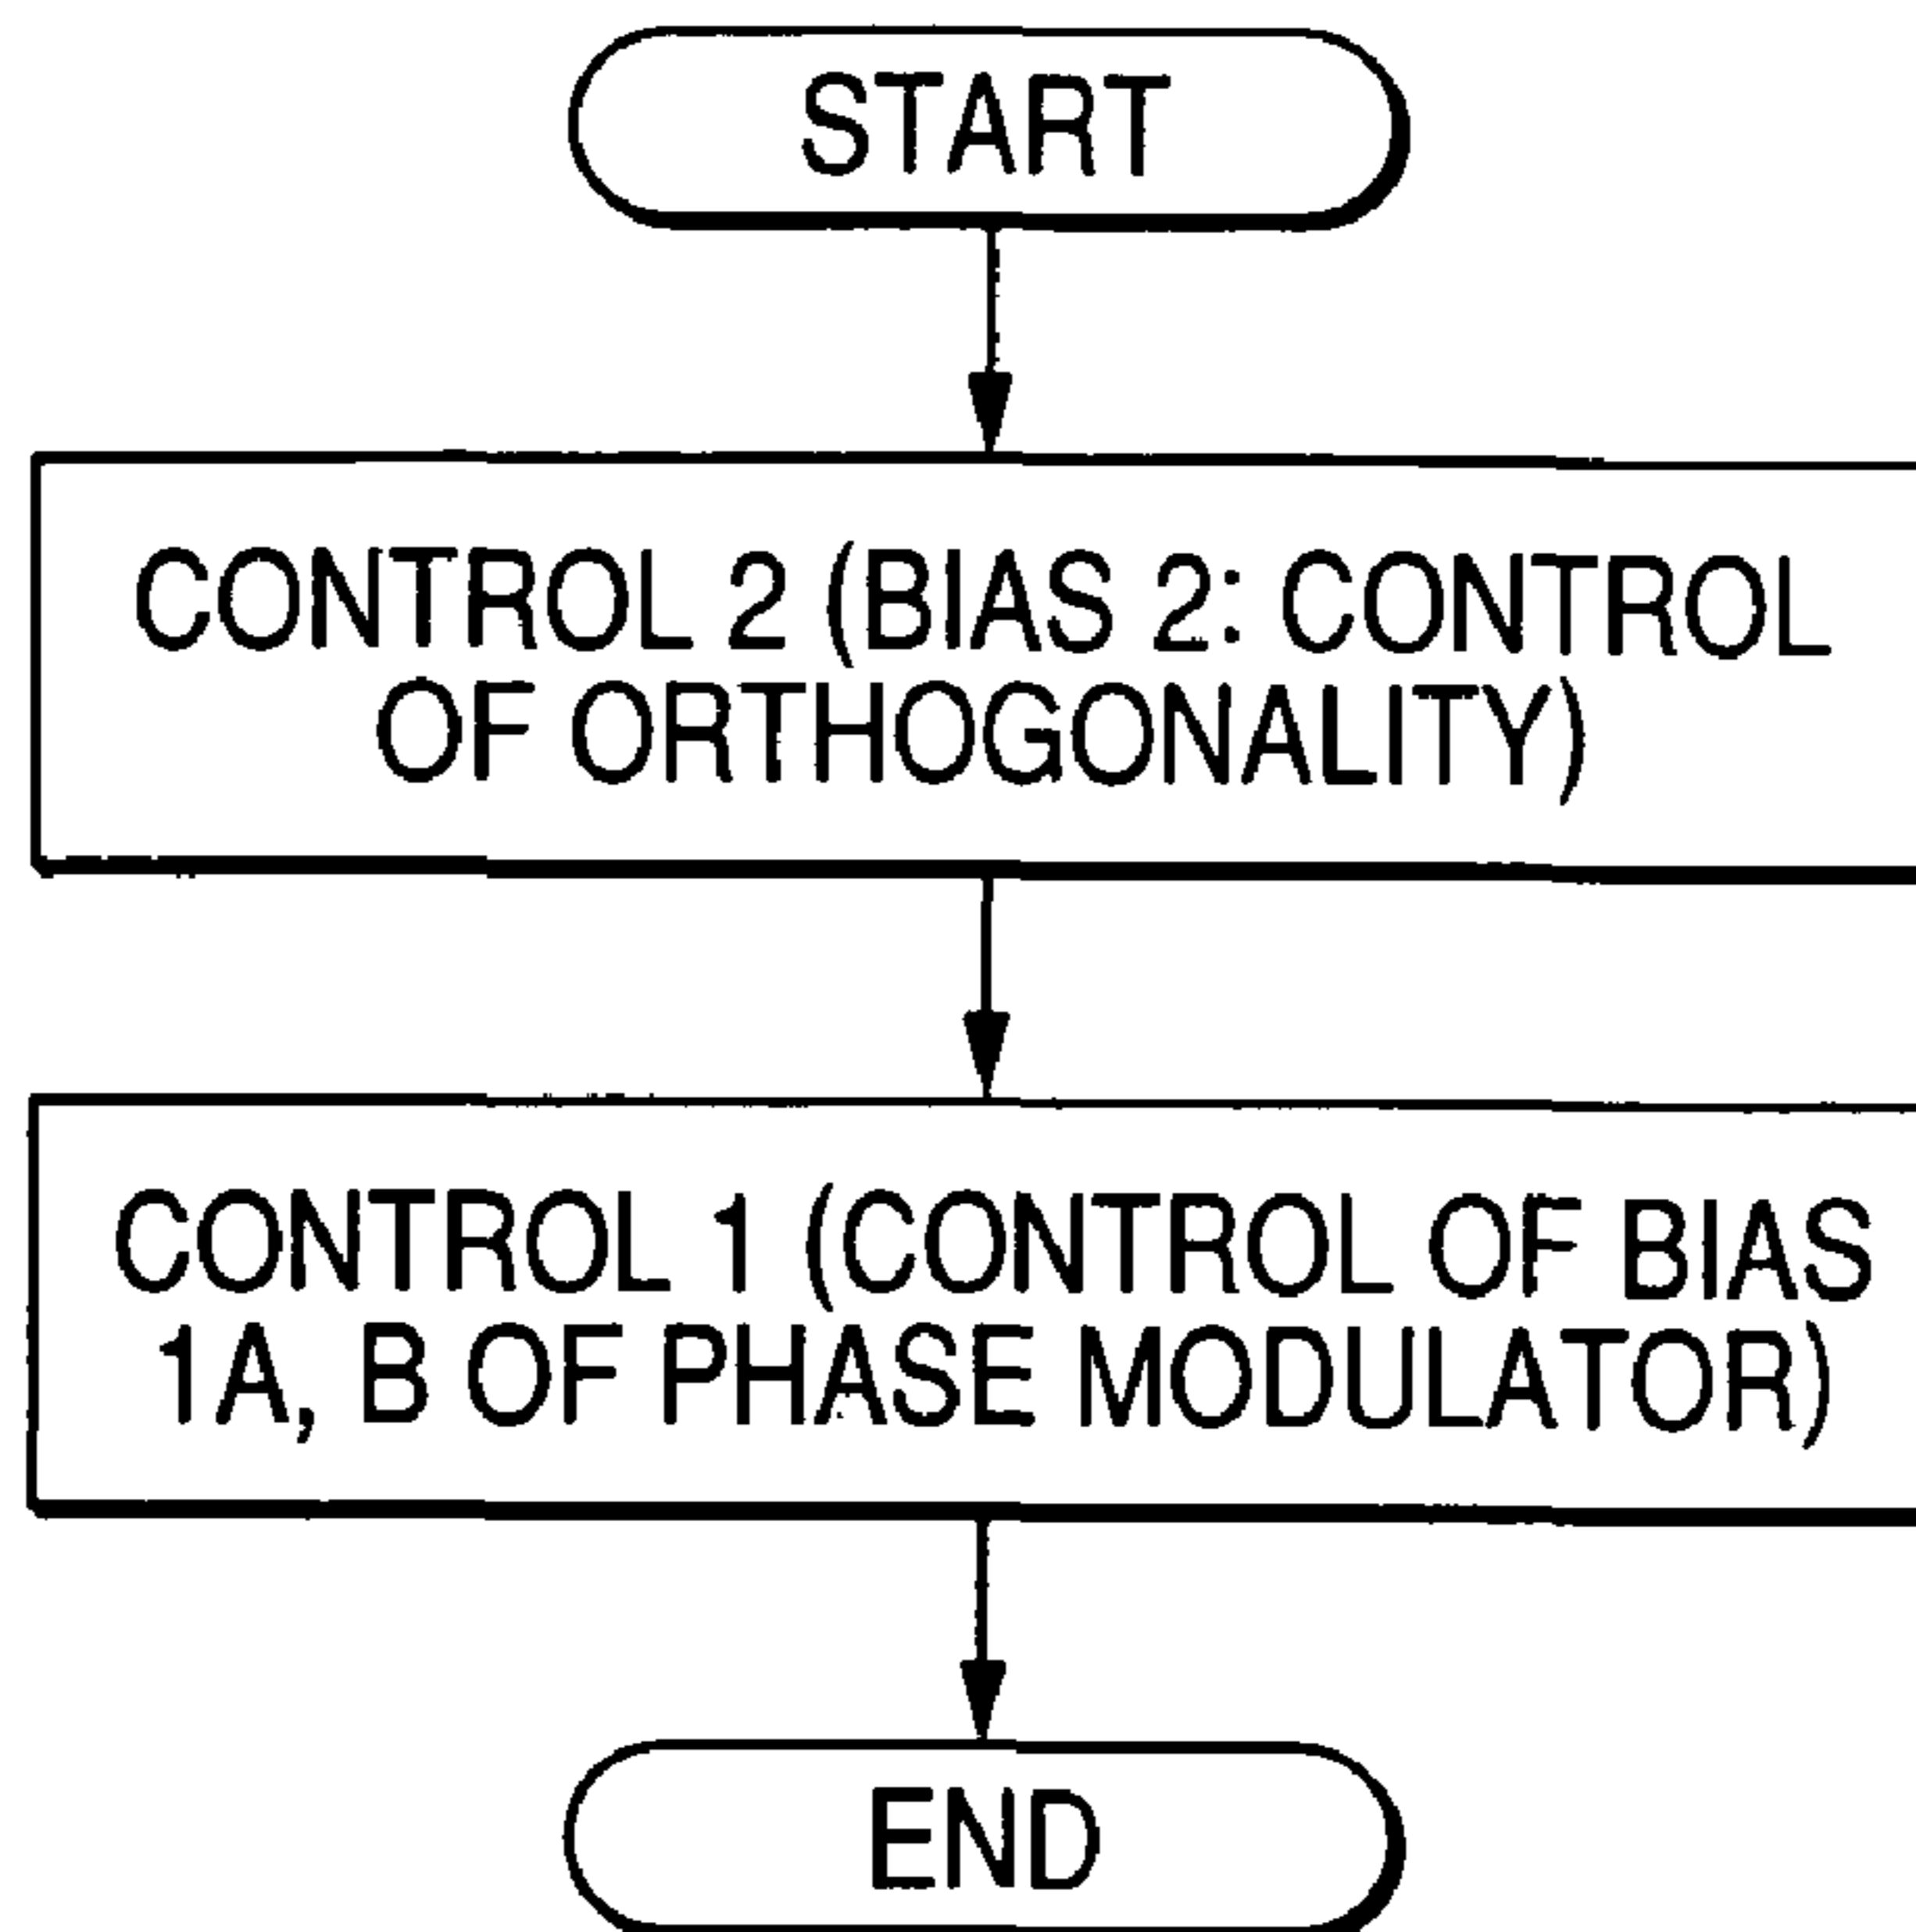 START
CONTROL 2 (BIAS 2: CONTROL
OF ORTHOGONALITY)
CONTROL 1 (CONTROL OF BIAS
1A, B OF PHASE MODULATOR)
END